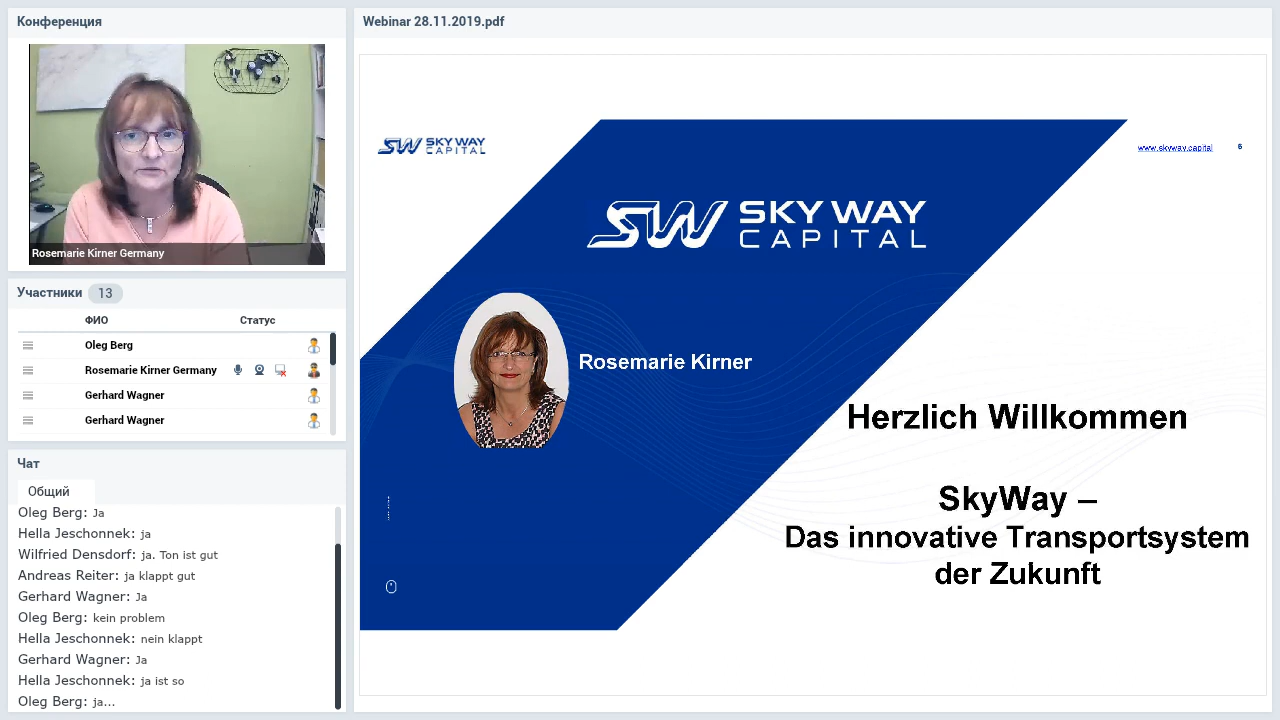 Конференция
Rosemarie Kirner Germany
Участники 13
ФИО Статус
Oleg Berg
Rosemarie Kirner Germany
Gerhard Wagner
Gerhard Wagner
Чат
Общий
Oleg Berg: Ja
Hella Jeschonnek: ja
Wilfried Densdorf: ja. Ton ist gut
Andreas Reiter: ja klappt gut
Gerhard Wagner: Ja
Oleg Berg: kein problem
Hella Jeschonnek: nein klappt
Gerhard Wagner: Ja
Hella Jeschonnek: ja ist so
Oleg Berg: ja...
Webinar 28.11.2019.pdf
SW SKY WAY
CAPITAL
www.skyway.capital 6
SW SKY WAY
CAPITAL
Rosemarie Kirner
Herzlich Willkommen
SkyWay –
Das innovative Transportsystem
der Zukunft